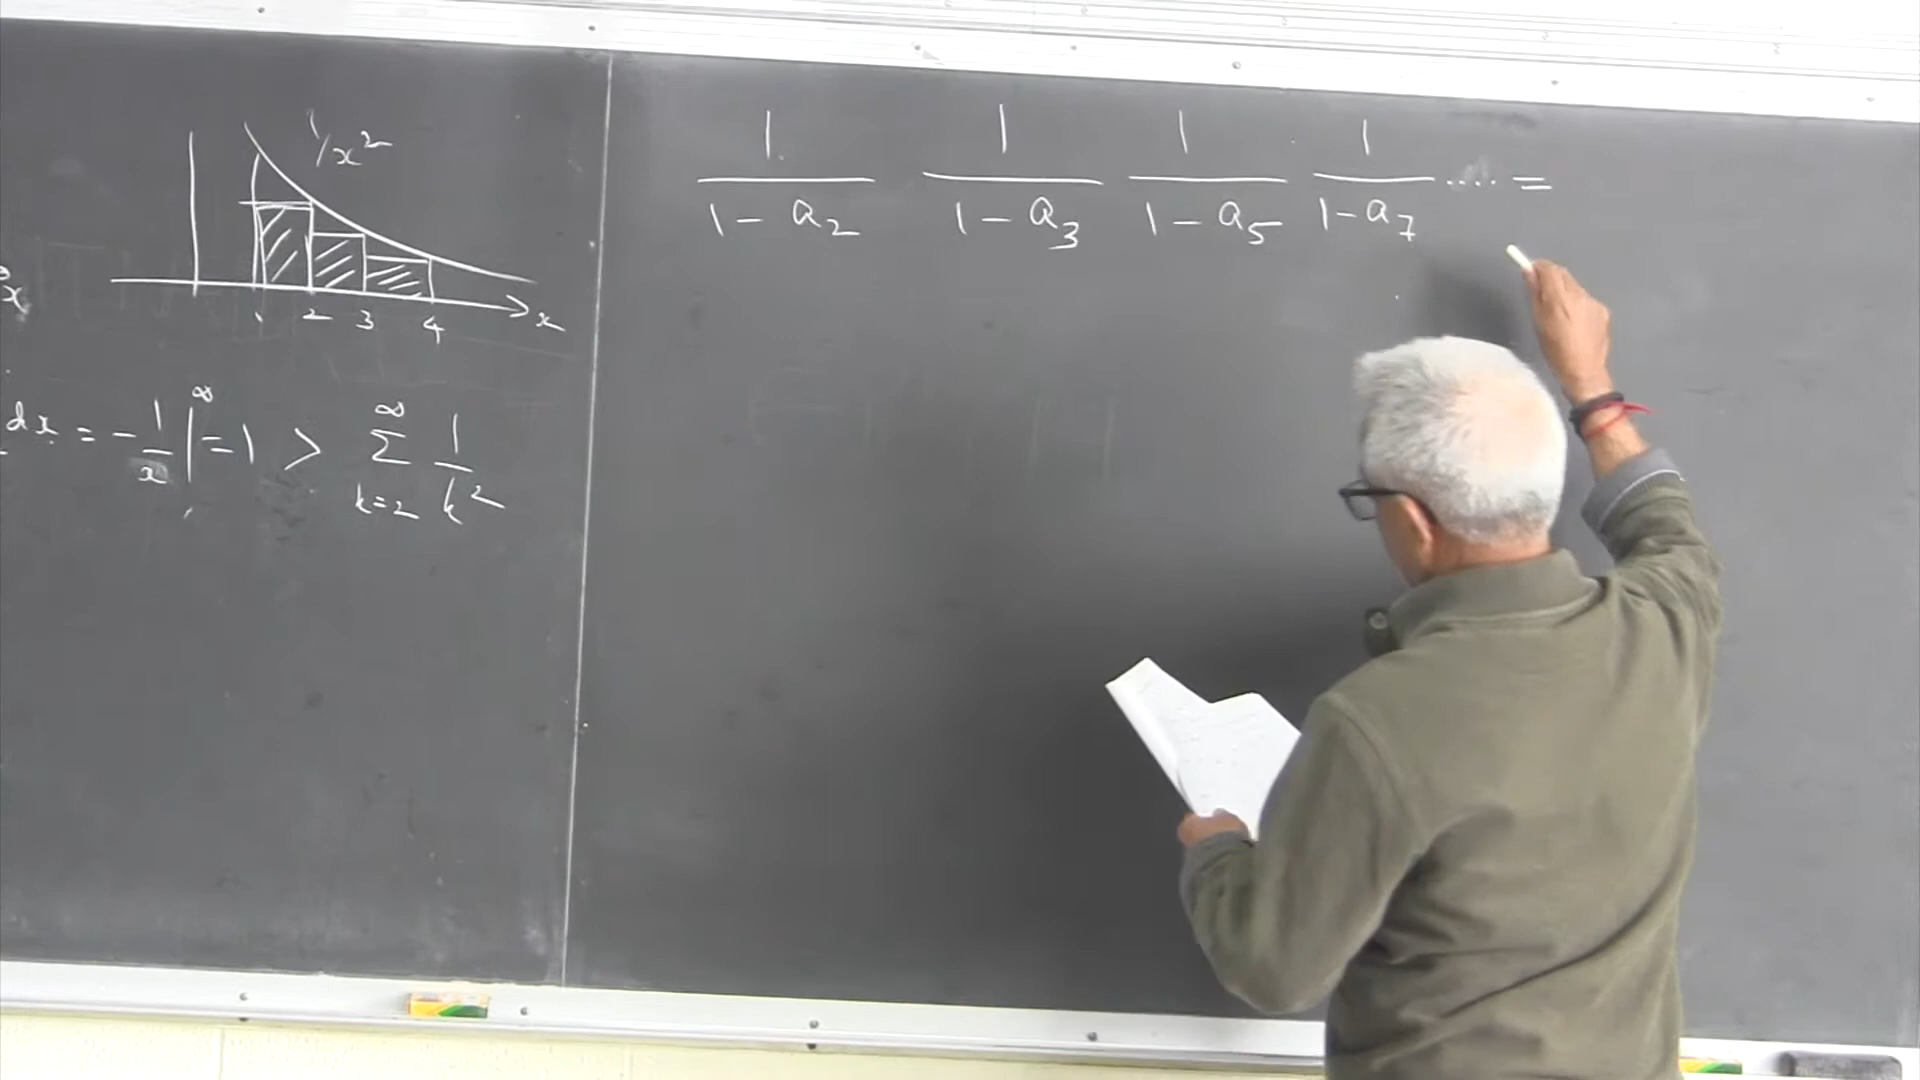 1/x²
1 2 3 4 x
x
dx = -1/x |^∞ = 1 > ∑_{k=2}^{∞} 1/k²
1/(1 - a₂) 1/(1 - a₃) 1/(1 - a₅) 1/(1 - a₇) .... =